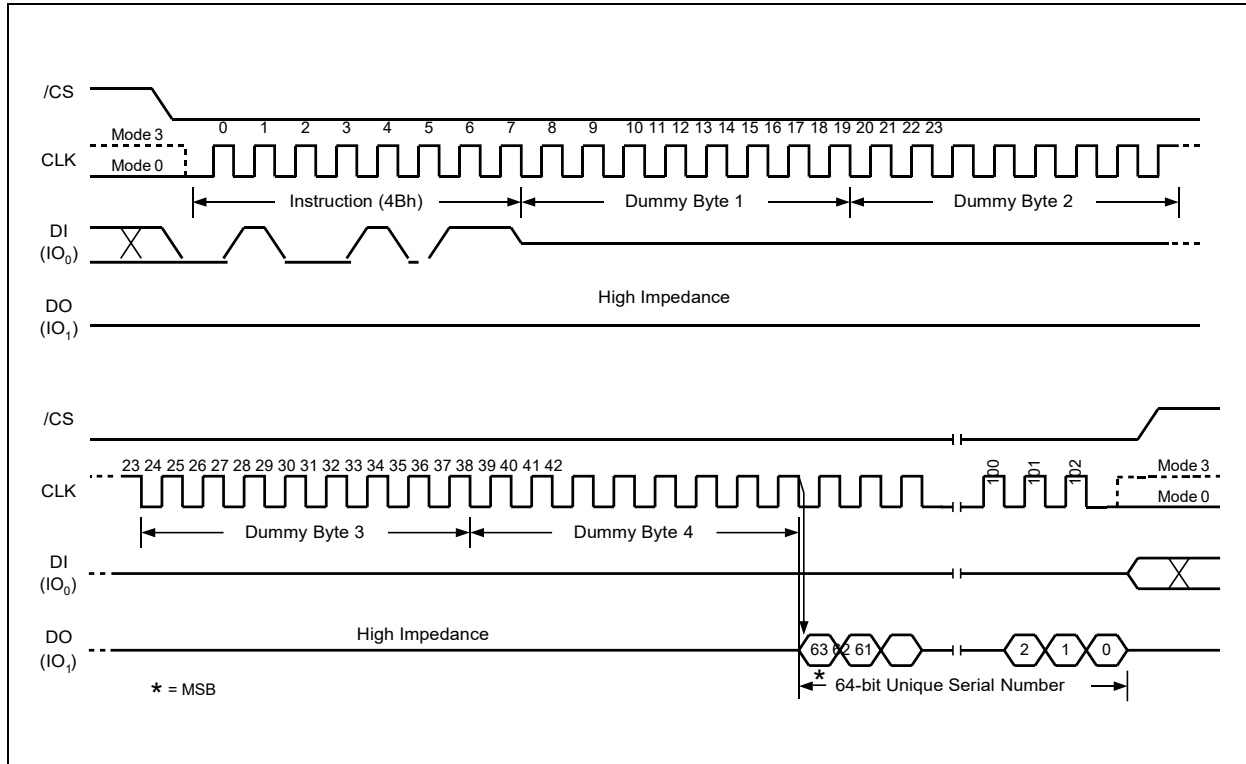 /CS
0 1 2 3 4 5 6 7 8 9 10 11 12 13 14 15 16 17 18 19 20 21 22 23
Mode 3
CLK
Mode 0
Instruction (4Bh) Dummy Byte 1 Dummy Byte 2
DI
(IO0)
High Impedance
DO
(IO1)
/CS
23 24 25 26 27 28 29 30 31 32 33 34 35 36 37 38 39 40 41 42
100 101 102
Mode 3
CLK
Mode 0
Dummy Byte 3 Dummy Byte 4
DI
(IO0)
DO
(IO1)
High Impedance
63 62 61 2 1 0
* = MSB
* 64-bit Unique Serial Number